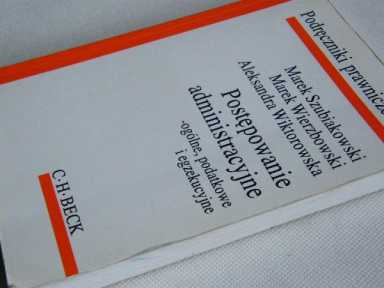 Podręczniki prawnicze
Marek Szubiakowski
Marek Wierzbowski
Aleksandra Wiktorowska
Postępowanie
administracyjne
-ogólne, podatkowe
i egzekucyjne
C·H·BECK